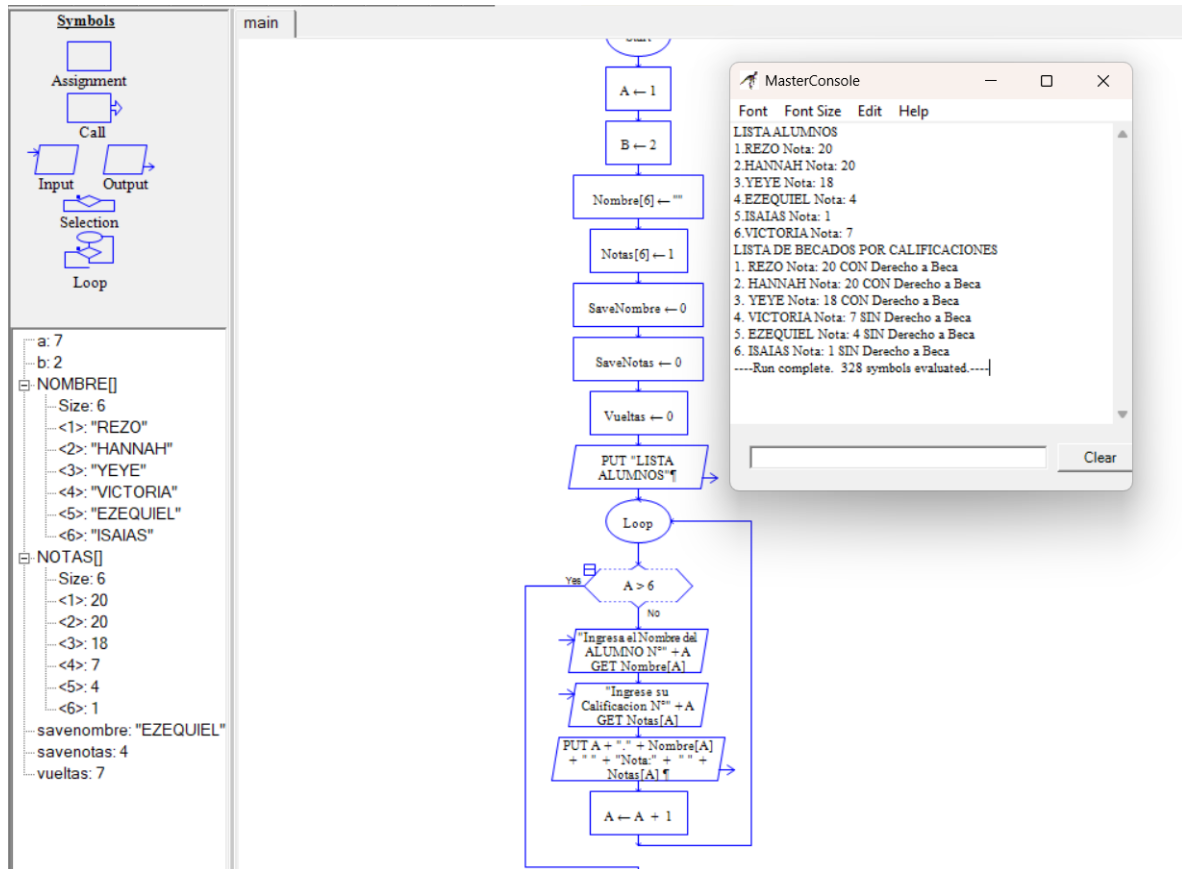 Symbols
Assignment
Call
Input Output
Selection
Loop
a: 7
b: 2
NOMBRE[]
Size: 6
<1>: "REZO"
<2>: "HANNAH"
<3>: "YEYE"
<4>: "VICTORIA"
<5>: "EZEQUIEL"
<6>: "ISAIAS"
NOTAS[]
Size: 6
<1>: 20
<2>: 20
<3>: 18
<4>: 7
<5>: 4
<6>: 1
savenombre: "EZEQUIEL"
savenotas: 4
vueltas: 7
main
Start
A ← 1
B ← 2
Nombre[6] ← ""
Notas[6] ← 1
SaveNombre ← 0
SaveNotas ← 0
Vueltas ← 0
PUT "LISTA
ALUMNOS"¶
Loop
Yes
A > 6
No
"Ingresa el Nombre del
ALUMNO N°" +A
GET Nombre[A]
"Ingrese su
Calificacion N°" +A
GET Notas[A]
PUT A + "." + Nombre[A]
+ " " + "Nota:" + " " +
Notas[A] ¶
A ← A + 1
MasterConsole
Font Font Size Edit Help
LISTA ALUMNOS
1.REZO Nota: 20
2.HANNAH Nota: 20
3.YEYE Nota: 18
4.EZEQUIEL Nota: 4
5.ISAIAS Nota: 1
6.VICTORIA Nota: 7
LISTA DE BECADOS POR CALIFICACIONES
1. REZO Nota: 20 CON Derecho a Beca
2. HANNAH Nota: 20 CON Derecho a Beca
3. YEYE Nota: 18 CON Derecho a Beca
4. VICTORIA Nota: 7 SIN Derecho a Beca
5. EZEQUIEL Nota: 4 SIN Derecho a Beca
6. ISAIAS Nota: 1 SIN Derecho a Beca
----Run complete. 328 symbols evaluated.----
Clear